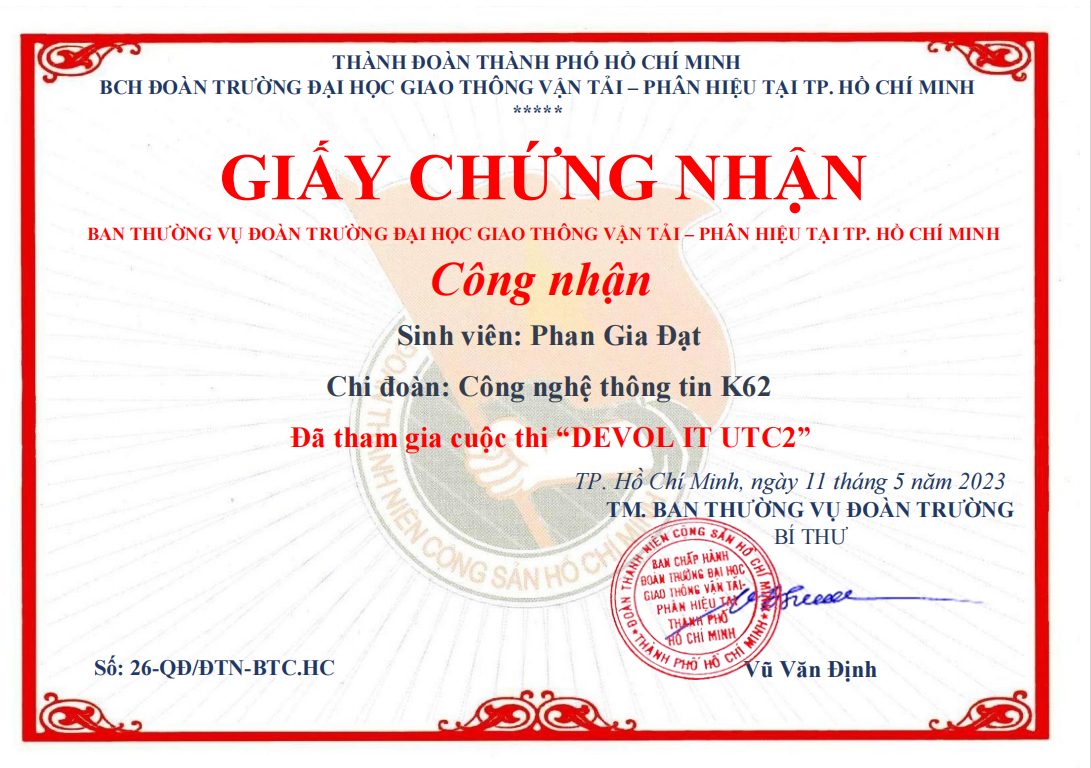 THÀNH ĐOÀN THÀNH PHỐ HỒ CHÍ MINH
BCH ĐOÀN TRƯỜNG ĐẠI HỌC GIAO THÔNG VẬN TẢI – PHÂN HIỆU TẠI TP. HỒ CHÍ MINH
*****
GIẤY CHỨNG NHẬN
BAN THƯỜNG VỤ ĐOÀN TRƯỜNG ĐẠI HỌC GIAO THÔNG VẬN TẢI – PHÂN HIỆU TẠI TP. HỒ CHÍ MINH
Công nhận
Sinh viên: Phan Gia Đạt
Chi đoàn: Công nghệ thông tin K62
Đã tham gia cuộc thi “DEVOL IT UTC2”
ĐOÀN THANH NIÊN CỘNG SẢN HỒ CHÍ MINH
TP. Hồ Chí Minh, ngày 11 tháng 5 năm 2023
TM. BAN THƯỜNG VỤ ĐOÀN TRƯỜNG
BÍ THƯ
ĐOÀN THANH NIÊN CỘNG SẢN HỒ CHÍ MINH
BAN CHẤP HÀNH
ĐOÀN TRƯỜNG ĐẠI HỌC
GIAO THÔNG VẬN TẢI-
PHÂN HIỆU TẠI
THÀNH PHỐ
HỒ CHÍ MINH
★ THÀNH PHỐ HỒ CHÍ MINH ★
Số: 26-QĐ/ĐTN-BTC.HC
Vũ Văn Định